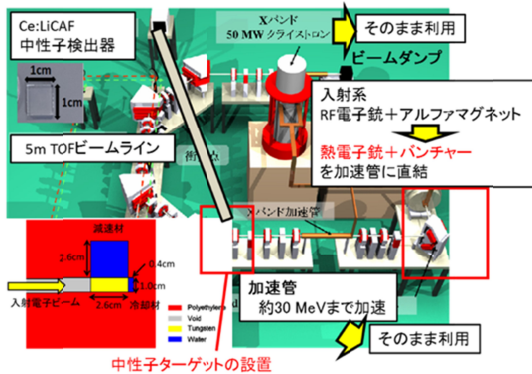 Ce:LiCAF
中性子検出器
1cm
1cm
5m TOFビームライン
Xバンド
50 MW クライストロン
そのまま利用
ビームダンプ
入射系
RF電子銃＋アルファマグネット
熱電子銃＋バンチャー
を加速管に直結
Xバンド加速管
減速材
1.6cm
0.4cm
1.0cm
入射電子ビーム
2.6cm
冷却材
Polyethylene
Void
Tungsten
Water
加速管
約30 MeVまで加速
そのまま利用
中性子ターゲットの設置